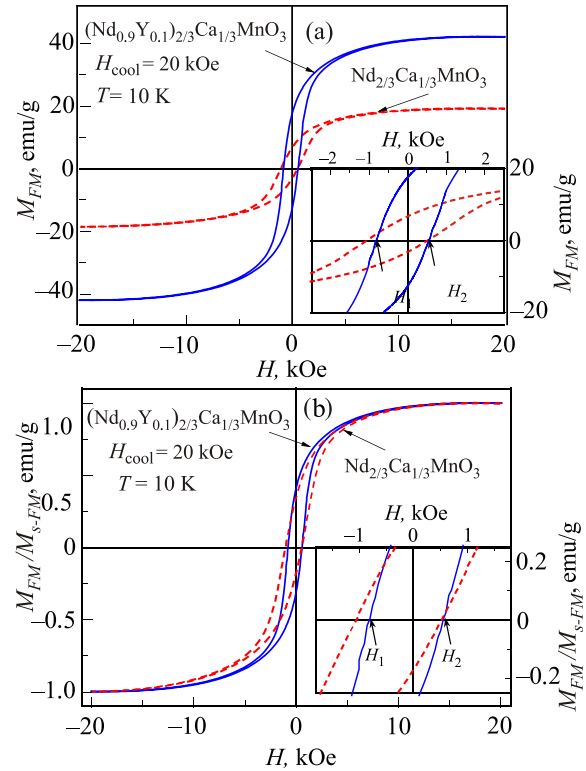 (a)
(Nd0.9Y0.1)2/3Ca1/3MnO3
Hcool = 20 kOe
T = 10 K
Nd2/3Ca1/3MnO3
MFM, emu/g
40
20
0
−20
−40
−20
−10
0
10
20
H, kOe
H, kOe
−2
−1
0
1
2
20
0
−20
MFM, emu/g
H1
H2
(b)
(Nd0.9Y0.1)2/3Ca1/3MnO3
Hcool = 20 kOe
T = 10 K
Nd2/3Ca1/3MnO3
MFM/Ms-FM, emu/g
1.0
0.5
0
−0.5
−1.0
−20
−10
0
10
20
H, kOe
H, kOe
−1
0
1
0.2
0
−0.2
MFM/Ms-FM, emu/g
H1
H2